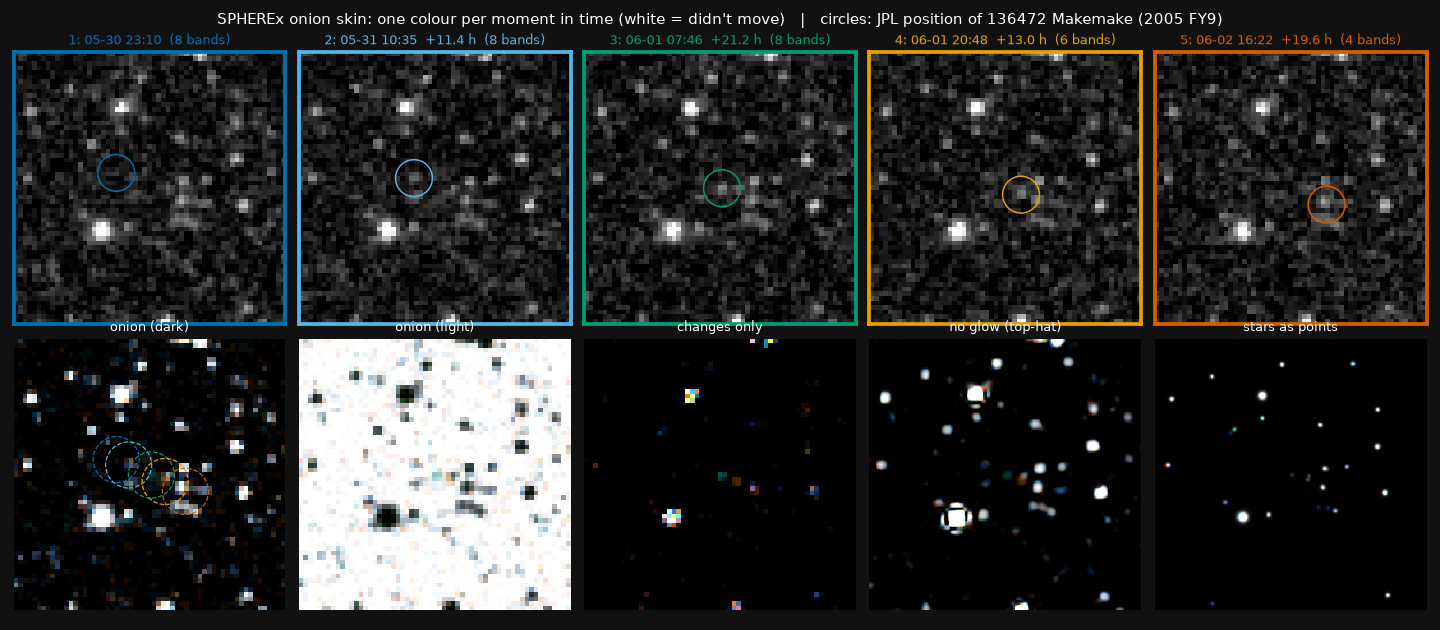 SPHEREx onion skin: one colour per moment in time (white = didn't move)   |   circles: JPL position of 136472 Makemake (2005 FY9)
1: 05-30 23:10  (8 bands)
2: 05-31 10:35  +11.4 h  (8 bands)
3: 06-01 07:46  +21.2 h  (8 bands)
4: 06-01 20:48  +13.0 h  (6 bands)
5: 06-02 16:22  +19.6 h  (4 bands)
onion (dark)
onion (light)
changes only
no glow (top-hat)
stars as points